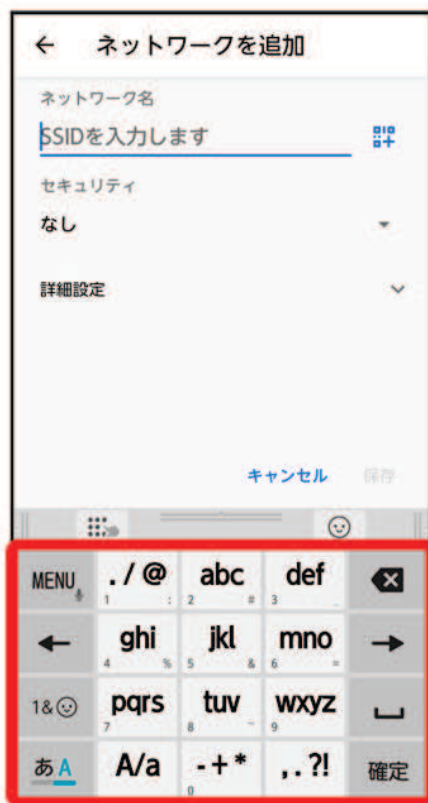 ← ネットワークを追加
ネットワーク名
SSIDを入力します
セキュリティ
なし
詳細設定
キャンセル 保存
MENU ./@ abc def
1 : 2 # 3 _
← ghi jkl mno →
4 % 5 & 6 =
1& pqrs tuv wxyz
7 8 ~ 9
あA A/a -+* ,.?! 確定
0